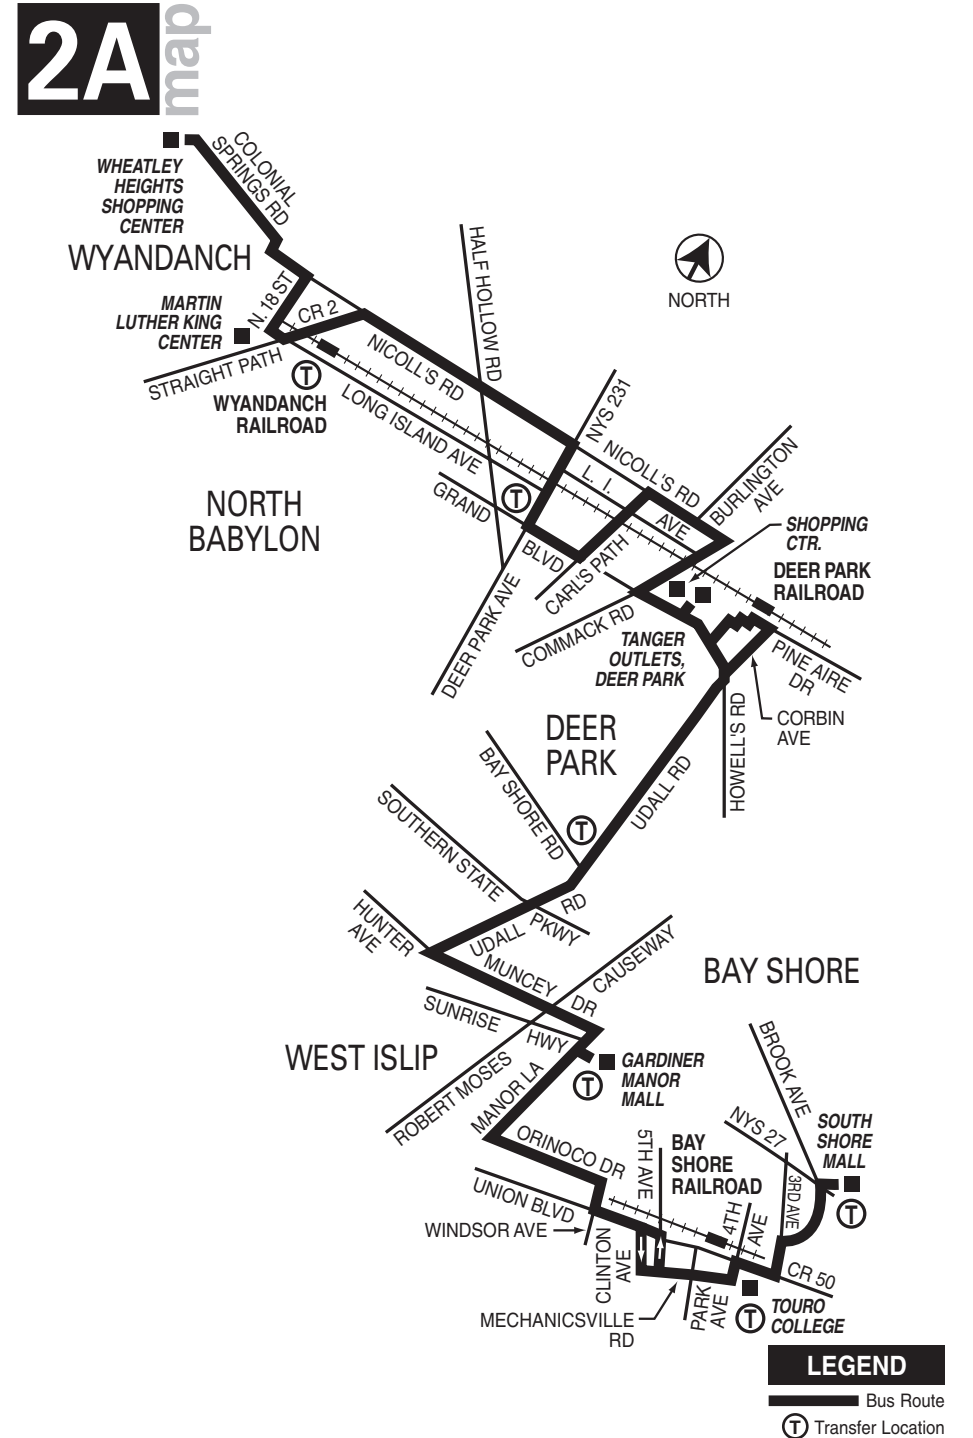 2A
map
COLONIAL
SPRINGS RD
WHEATLEY
HEIGHTS
SHOPPING
CENTER
WYANDANCH
HALF HOLLOW RD
NORTH
MARTIN
LUTHER KING
CENTER
N. 18 ST
CR 2
STRAIGHT PATH
NICOLL'S RD
T
WYANDANCH
RAILROAD
LONG ISLAND AVE
NYS 231
NICOLL'S RD
BURLINGTON
AVE
L. I.
AVE
GRAND
BLVD
T
NORTH
BABYLON
SHOPPING
CTR.
CARL'S PATH
DEER PARK
RAILROAD
DEER PARK AVE
COMMACK RD
TANGER
OUTLETS,
DEER PARK
PINE AIRE
DR
CORBIN
AVE
HOWELL'S RD
DEER
PARK
BAY SHORE RD
UDALL RD
T
SOUTHERN STATE
PKWY
HUNTER
AVE
UDALL
RD
MUNCEY
DR
CAUSEWAY
BAY SHORE
SUNRISE
HWY
WEST ISLIP
ROBERT MOSES
MANOR LA
T
GARDINER
MANOR
MALL
BROOK AVE
NYS 27
SOUTH
SHORE
MALL
T
ORINOCO DR
5TH AVE
BAY
SHORE
RAILROAD
3RD AVE
4TH
AVE
UNION BLVD
WINDSOR AVE
CLINTON
AVE
CR 50
MECHANICSVILLE
RD
PARK
AVE
T
TOURO
COLLEGE
LEGEND
Bus Route
T Transfer Location